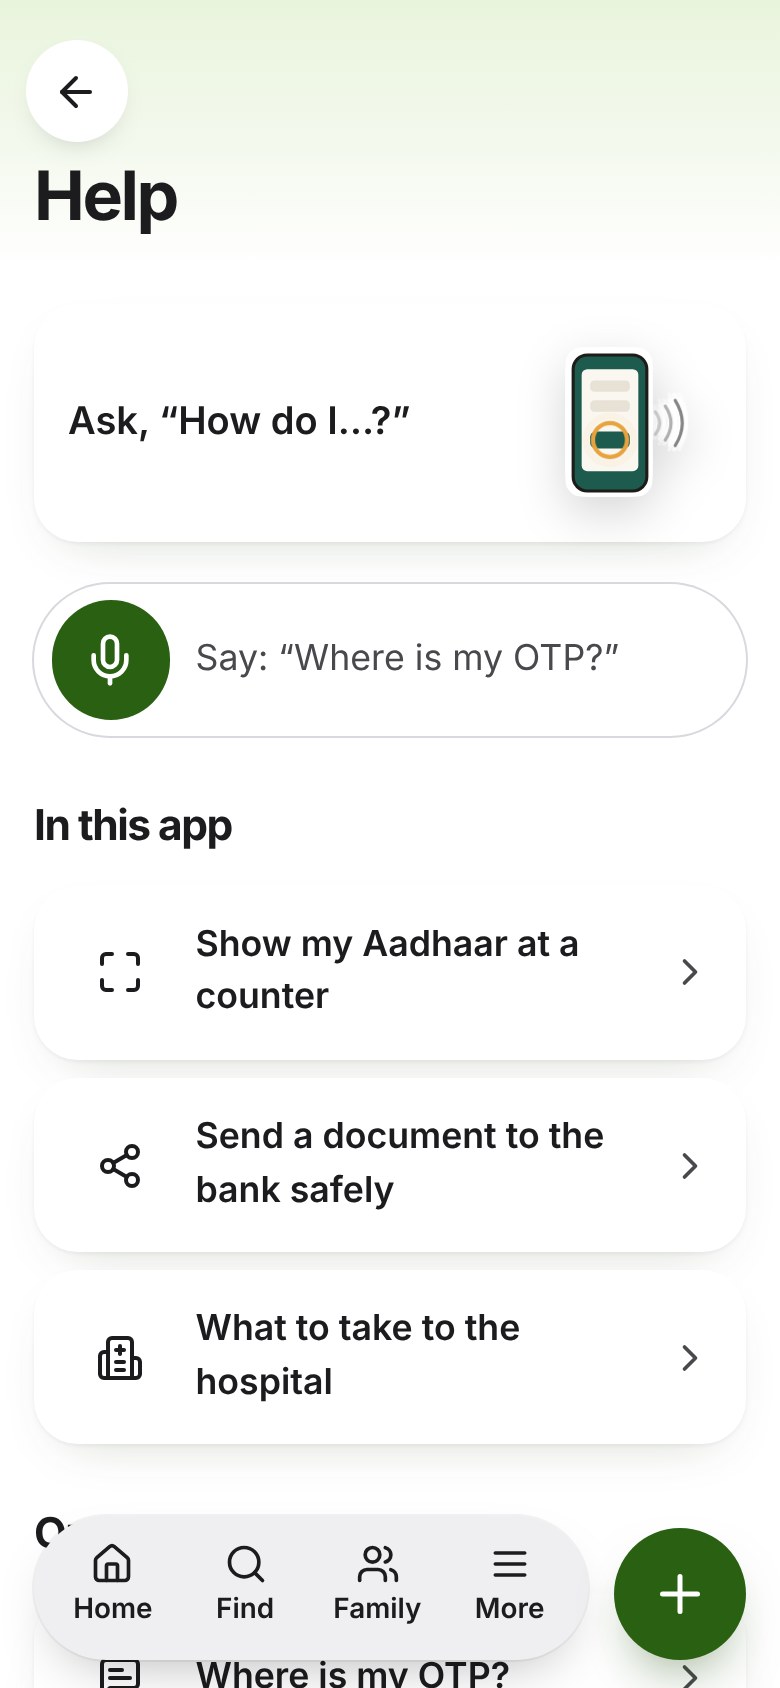 Help
Ask, “How do I…?”
Say: “Where is my OTP?”
In this app
Show my Aadhaar at a
counter
Send a document to the
bank safely
What to take to the
hospital
Home
Find
Family
More
Where is my OTP?